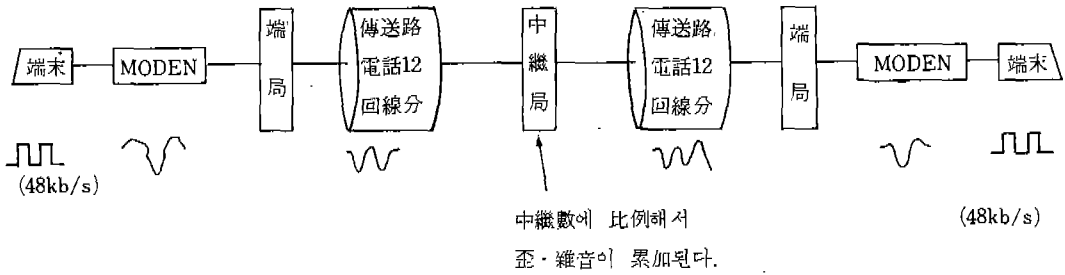 端末
MODEN
端局
傳送路
電話12
回線分
中繼局
傳送路
電話12
回線分
端局
MODEN
端末
(48kb/s)
(48kb/s)
中繼數에 比例해서
歪·雜音이 累加된다.